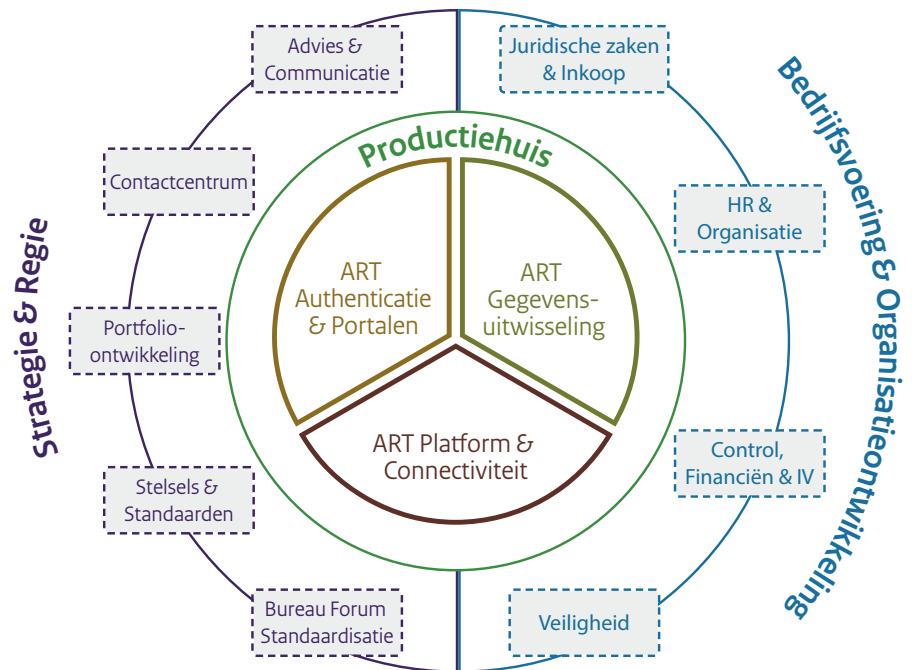 Strategie & Regie
Advies &
Communicatie
Contactcentrum
Portfolio-
ontwikkeling
Stelsels &
Standaarden
Bureau Forum
Standaardisatie
Productiehuis
ART
Authenticatie
& Portalen
ART
Gegevens-
uitwisseling
ART Platform &
Connectiviteit
Bedrijfsvoering & Organisatieontwikkeling
Juridische zaken
& Inkoop
HR &
Organisatie
Control,
Financiën & IV
Veiligheid